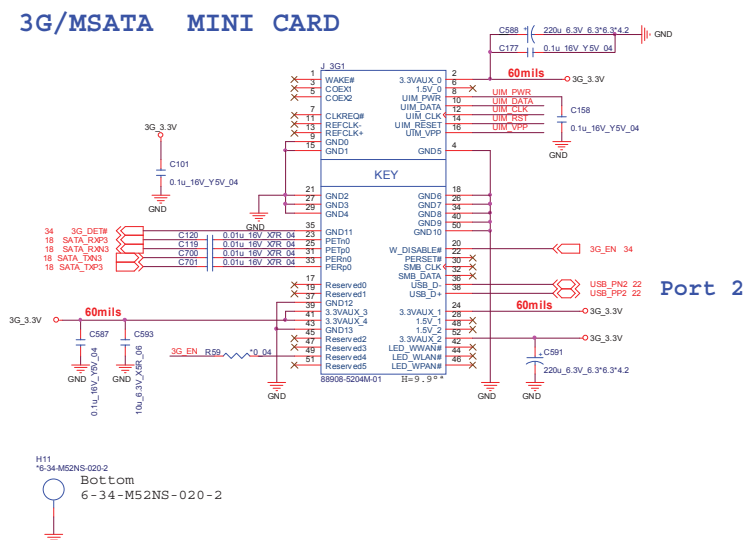 3G/MSATA MINI CARD
C588 + 220u_6.3V_6.3*6.3*4.2
GND
C177 0.1u_16V_Y5V_04
J_3G1
60mils
3G_3.3V
1 WAKE# 3.3VAUX_0 2
3 COEX1 1.5V_0 6
5 COEX2 UIM_PWR 8 UIM_PWR
UIM_DATA 10 UIM_DATA
7 CLKREQ# UIM_CLK 12 UIM_CLK
11 REFCLK- UIM_RESET 14 UIM_RST
13 REFCLK+ UIM_VPP 16 UIM_VPP
9 GND0
15 GND1 GND5 4
C158
0.1u_16V_Y5V_04
GND
3G_3.3V
C101
0.1u_16V_Y5V_04
GND
KEY
21 GND2 GND6 18
27 GND3 GND7 26
29 GND4 GND8 34
GND9 40
35 GND11 GND10 50
GND
34 3G_DET#
18 SATA_RXP3 C120 0.01u_16V_X7R_04 23 PETn0
18 SATA_RXN3 C119 0.01u_16V_X7R_04 25 PETp0
18 SATA_TXN3 C700 0.01u_16V_X7R_04 31 PERn0
18 SATA_TXP3 C701 0.01u_16V_X7R_04 33 PERp0
W_DISABLE# 20 3G_EN 34
PERSET# 22
SMB_CLK 30
SMB_DATA 32
17 Reserved0 USB_D- 36 USB_PN2 22
19 Reserved1 USB_D+ 38 USB_PP2 22
Port 2
37 GND12
39 3.3VAUX_3 3.3VAUX_1 24
60mils
3G_3.3V
41 3.3VAUX_4 1.5V_1 28
43 GND13 1.5V_2 48
45 Reserved2 3.3VAUX_2 52
47 Reserved3 LED_WWAN# 42
49 Reserved4 LED_WLAN# 44
51 Reserved5 LED_WPAN# 46
3G_3.3V
60mils
3G_3.3V
C587
0.1u_16V_Y5V_04
GND
C593
10u_6.3V_X5R_06
GND
3G_EN R59 *0_04
88908-5204M-01 H=9.9°"
GND
GND
+ C591
220u_6.3V_6.3*6.3*4.2
GND
H11
*6-34-M52NS-020-2
Bottom
6-34-M52NS-020-2